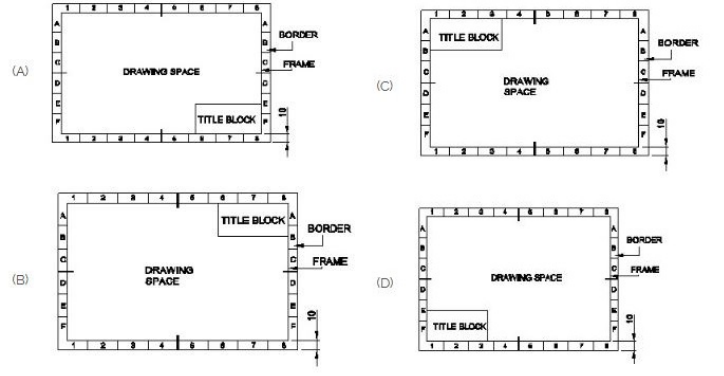 (A)
1 2 3 4 5 6 7 8
A A
B B
C C
D D
E E
F F
DRAWING SPACE
TITLE BLOCK
BORDER
FRAME
10
1 2 3 4 5 6 7 8
(B)
1 2 3 4 5 6 7 8
A A
B B
C C
D D
E E
F F
TITLE BLOCK
DRAWING
SPACE
BORDER
FRAME
10
1 2 3 4 5 6 7 8
(C)
1 2 3 4 5 6 7 8
A A
B B
C C
D D
E E
F F
TITLE BLOCK
DRAWING
SPACE
BORDER
FRAME
10
1 2 3 4 5 6 7 8
(D)
1 2 3 4 5 6 7 8
A A
B B
C C
D D
E E
F F
DRAWING SPACE
TITLE BLOCK
BORDER
FRAME
10
1 2 3 4 5 6 7 8